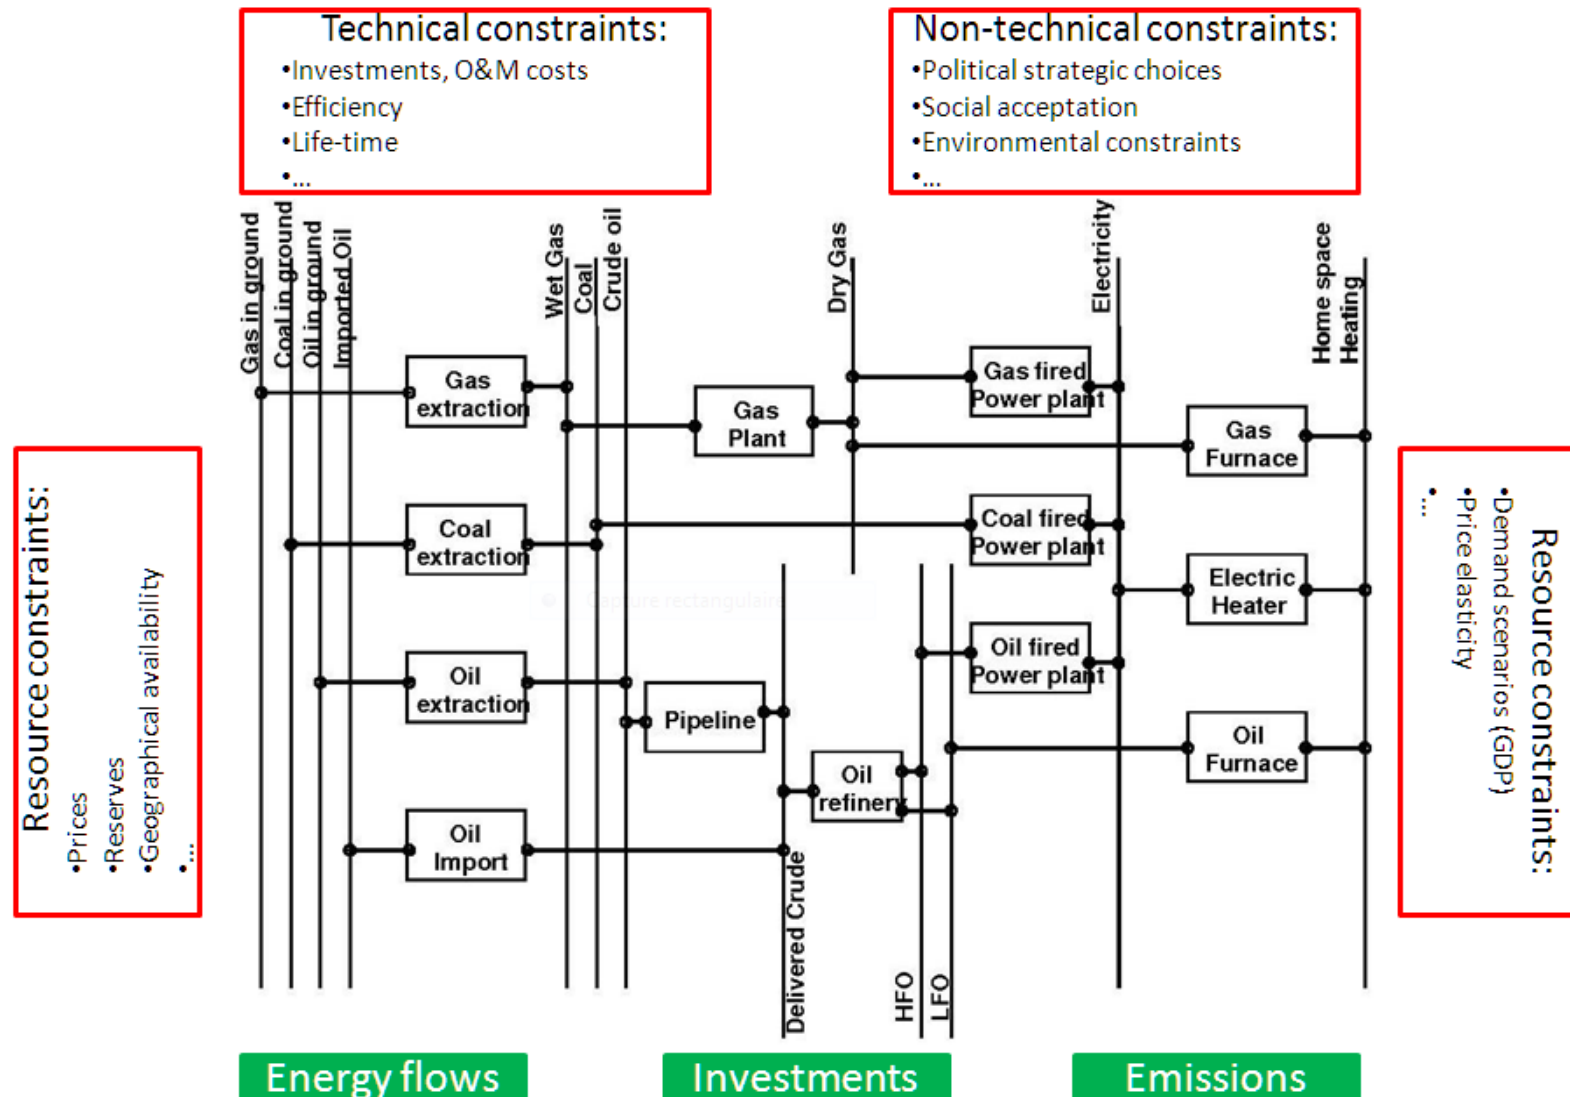 Technical constraints:
•Investments, O&M costs
•Efficiency
•Life-time
•...
Non-technical constraints:
•Political strategic choices
•Social acceptation
•Environmental constraints
•...
Resource constraints:
•Prices
•Reserves
•Geographical availability
•...
Gas in ground
Coal in ground
Oil in ground
Imported Oil
Wet Gas
Coal
Crude oil
Dry Gas
Electricity
Home space
Heating
Gas
extraction
Gas
Plant
Gas fired
Power plant
Gas
Furnace
Coal
extraction
Coal fired
Power plant
Electric
Heater
Capture rectangulaire
Oil
extraction
Pipeline
Oil fired
Power plant
Oil
Furnace
Oil
refinery
Oil
Import
Delivered Crude
HFO
LFO
Resource constraints:
•Demand scenarios (GDP)
•Price elasticity
•...
Energy flows
Investments
Emissions